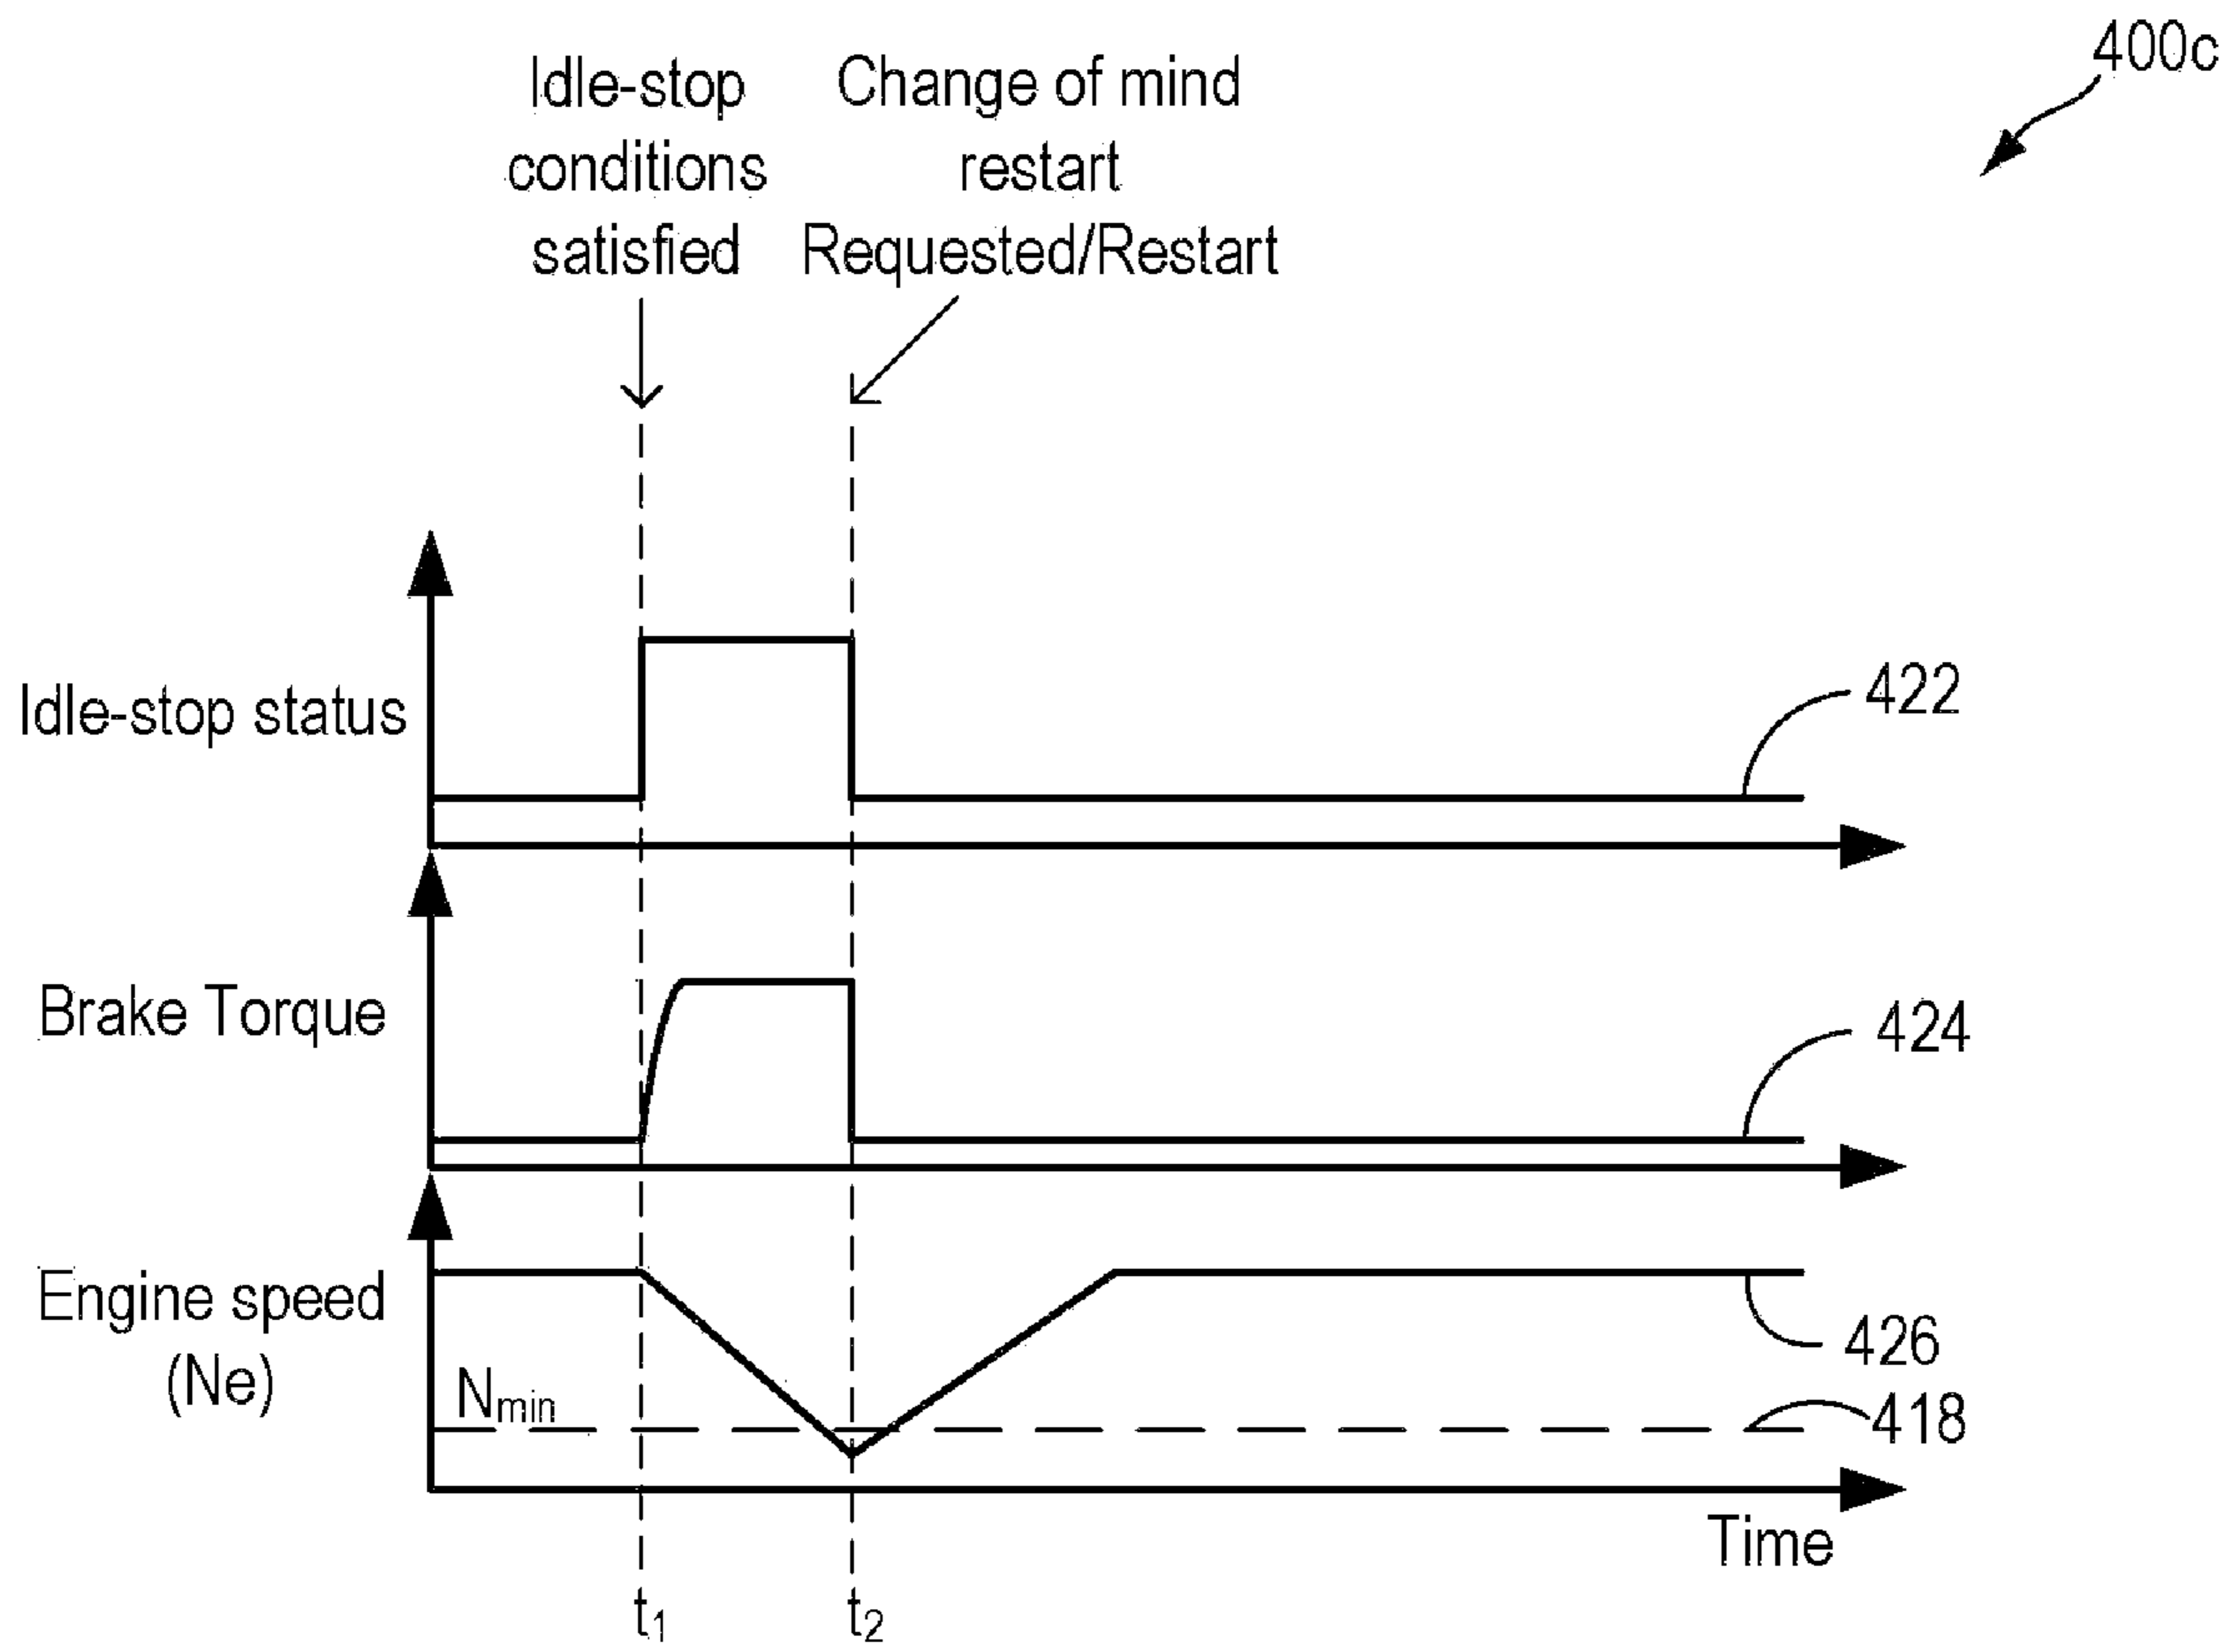 400c
Idle-stop
conditions
satisfied
Change of mind
restart
Requested/Restart
Idle-stop status
422
Brake Torque
424
Engine speed
(Ne)
Nmin
426
418
Time
t1
t2